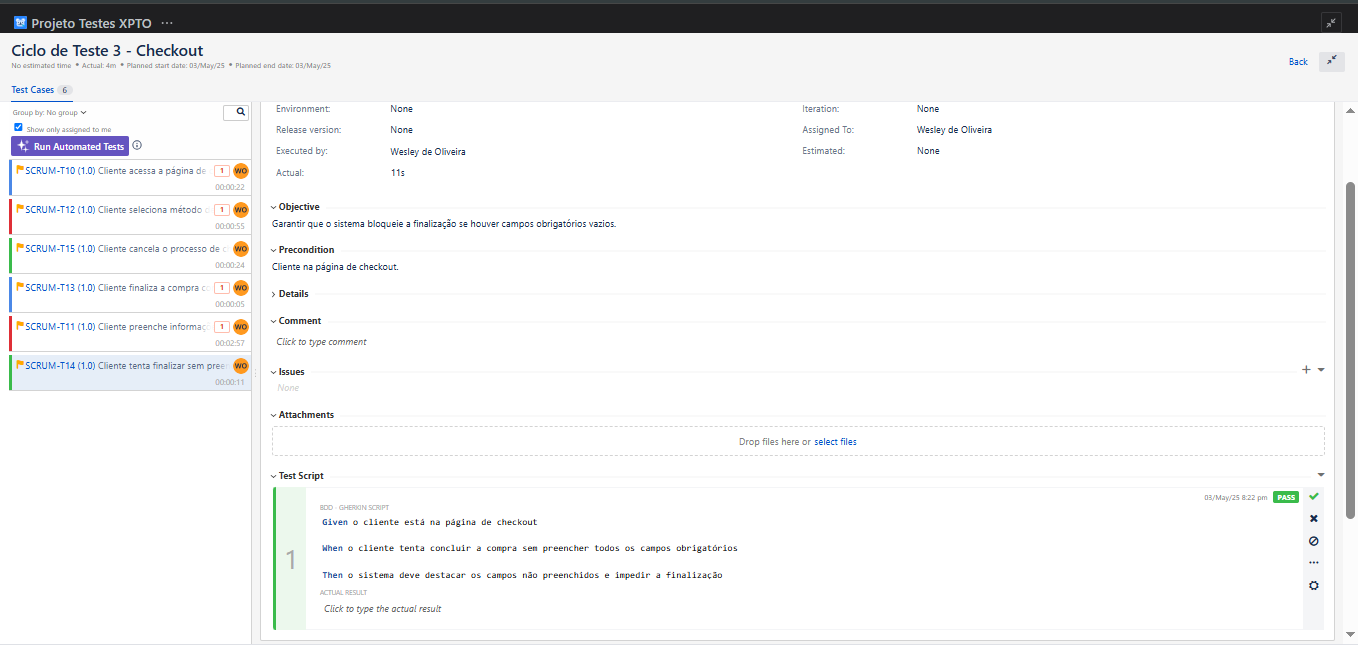 Projeto Testes XPTO ...
Ciclo de Teste 3 - Checkout
No estimated time • Actual: 4m • Planned start date: 03/May/25 • Planned end date: 03/May/25
Back
Test Cases 6
Group by: No group
Show only assigned to me
Run Automated Tests
SCRUM-T10 (1.0) Cliente acessa a página de 1 WO
00:00:22
SCRUM-T12 (1.0) Cliente seleciona método 1 WO
00:00:55
SCRUM-T15 (1.0) Cliente cancela o processo de c WO
00:00:24
SCRUM-T13 (1.0) Cliente finaliza a compra c 1 WO
00:00:05
SCRUM-T11 (1.0) Cliente preenche informaç 1 WO
00:02:57
SCRUM-T14 (1.0) Cliente tenta finalizar sem pree WO
00:00:11
Environment: None Iteration: None
Release version: None Assigned To: Wesley de Oliveira
Executed by: Wesley de Oliveira Estimated: None
Actual: 11s
Objective
Garantir que o sistema bloqueie a finalização se houver campos obrigatórios vazios.
Precondition
Cliente na página de checkout.
Details
Comment
Click to type comment
Issues
None
Attachments
Drop files here or select files
Test Script
03/May/25 8:22 pm PASS
1
BDD - GHERKIN SCRIPT
Given o cliente está na página de checkout
When o cliente tenta concluir a compra sem preencher todos os campos obrigatórios
Then o sistema deve destacar os campos não preenchidos e impedir a finalização
ACTUAL RESULT
Click to type the actual result